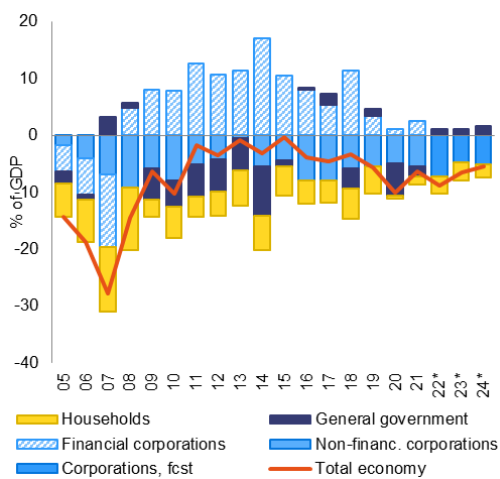 20
10
0
-10
-20
-30
-40
% of GDP
05 06 07 08 09 10 11 12 13 14 15 16 17 18 19 20 21 22* 23* 24*
Households General government
Financial corporations Non-financ. corporations
Corporations, fcst Total economy